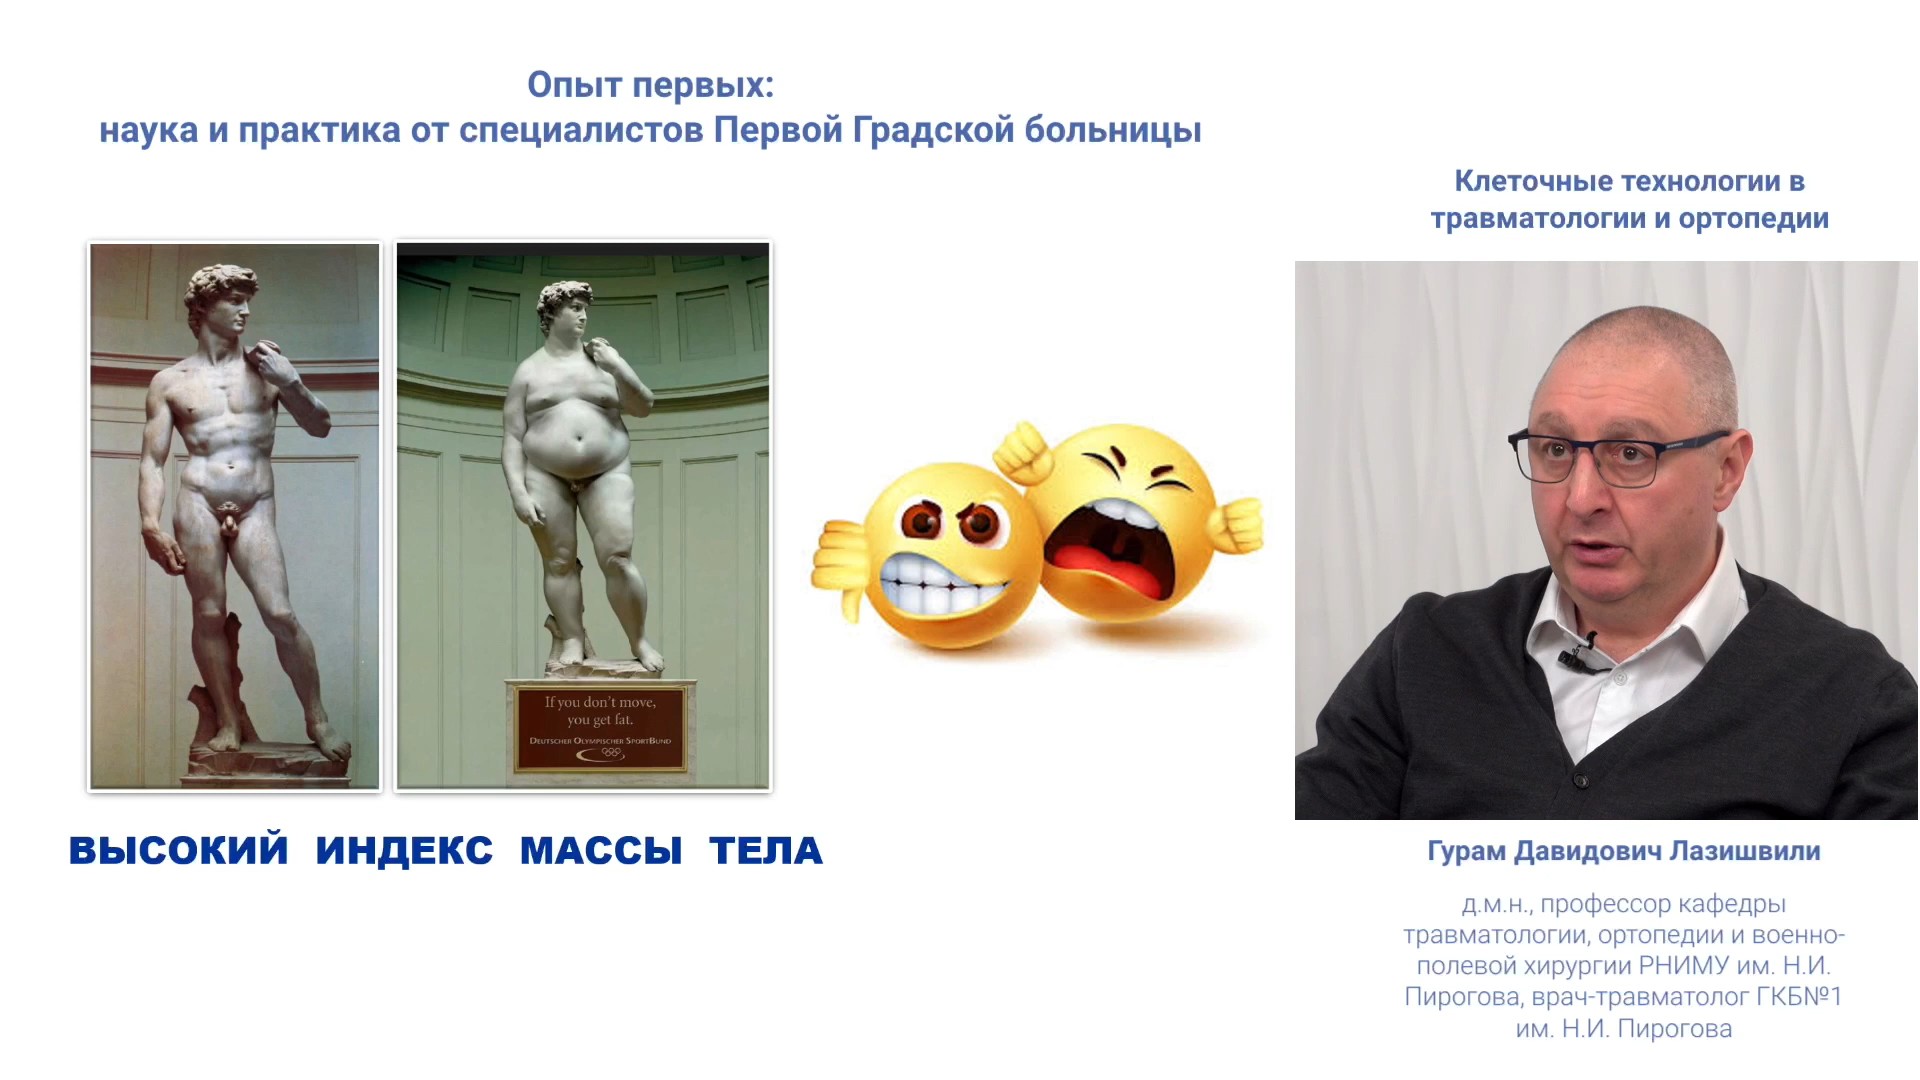 Опыт первых:
наука и практика от специалистов Первой Градской больницы
Клеточные технологии в
травматологии и ортопедии
If you don't move,
you get fat.
DEUTSCHER OLYMPISCHER SPORTBUND
ВЫСОКИЙ ИНДЕКС МАССЫ ТЕЛА
Гурам Давидович Лазишвили
д.м.н., профессор кафедры
травматологии, ортопедии и военно-
полевой хирургии РНИМУ им. Н.И.
Пирогова, врач-травматолог ГКБ№1
им. Н.И. Пирогова